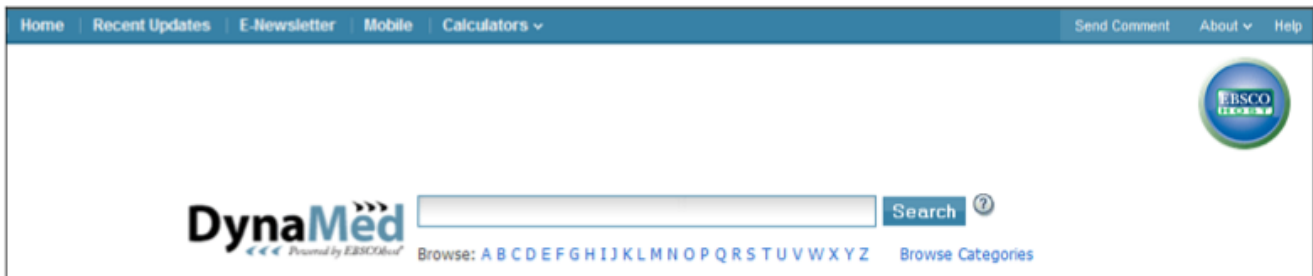 Home | Recent Updates | E-Newsletter | Mobile | Calculators Send Comment About Help
EBSCO
HOST
DynaMed Search ?
Powered by EBSCOhost
Browse: A B C D E F G H I J K L M N O P Q R S T U V W X Y Z Browse Categories